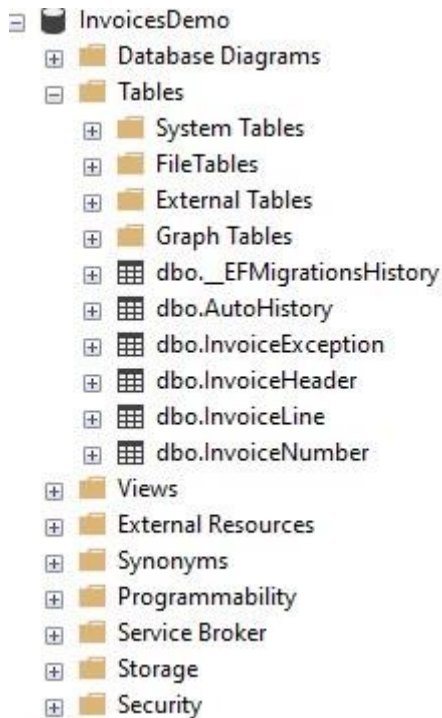 InvoicesDemo
Database Diagrams
Tables
System Tables
FileTables
External Tables
Graph Tables
dbo.__EFMigrationsHistory
dbo.AutoHistory
dbo.InvoiceException
dbo.InvoiceHeader
dbo.InvoiceLine
dbo.InvoiceNumber
Views
External Resources
Synonyms
Programmability
Service Broker
Storage
Security